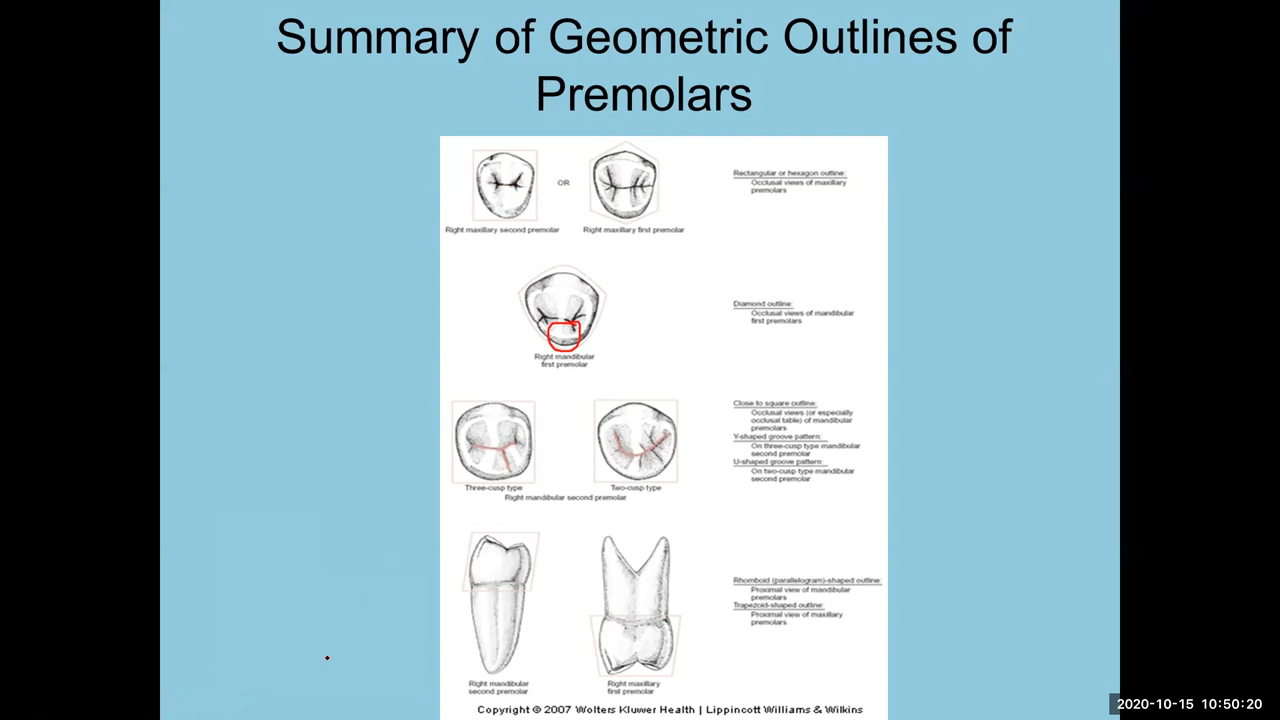 Summary of Geometric Outlines of
Premolars
OR
Right maxillary second premolar
Right maxillary first premolar
Rectangular or hexagon outline:
Occlusal views of maxillary
premolars
Right mandibular
first premolar
Diamond outline:
Occlusal views of mandibular
first premolars
Three-cusp type
Two-cusp type
Right mandibular second premolar
Close to square outline:
Occlusal views (or especially
occlusal table) of mandibular
premolars
Y-shaped groove pattern:
On three-cusp type mandibular
second premolar
U-shaped groove pattern:
On two-cusp type mandibular
second premolar
Right mandibular
second premolar
Right maxillary
first premolar
Rhomboid (parallelogram)-shaped outline:
Proximal view of mandibular
premolars
Trapezoid-shaped outline:
Proximal view of maxillary
premolars
Copyright © 2007 Wolters Kluwer Health | Lippincott Williams & Wilkins
2020-10-15 10:50:20